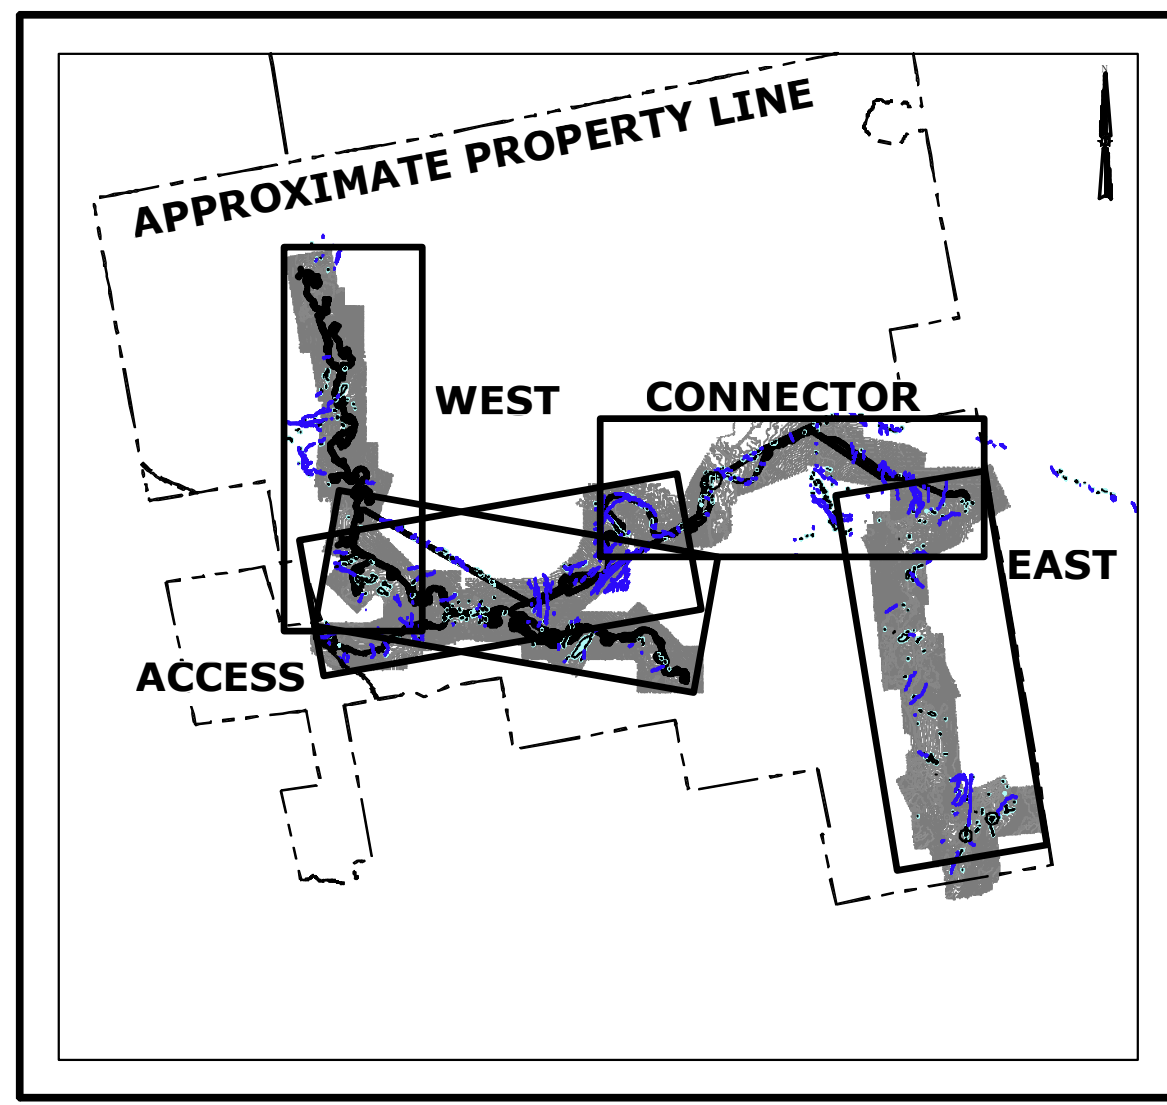 N
APPROXIMATE PROPERTY LINE
WEST
CONNECTOR
EAST
ACCESS